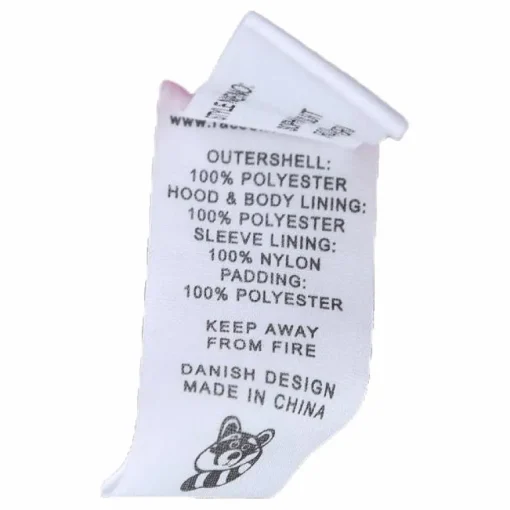 OUTERSHELL:
100% POLYESTER
HOOD & BODY LINING:
100% POLYESTER
SLEEVE LINING:
100% NYLON
PADDING:
100% POLYESTER
KEEP AWAY
FROM FIRE
DANISH DESIGN
MADE IN CHINA